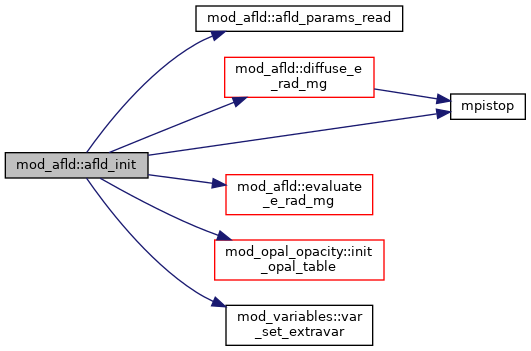 mod_afld::afld_params_read
mod_afld::diffuse_e
_rad_mg
mpistop
mod_afld::afld_init
mod_afld::evaluate
_e_rad_mg
mod_opal_opacity::init
_opal_table
mod_variables::var
_set_extravar